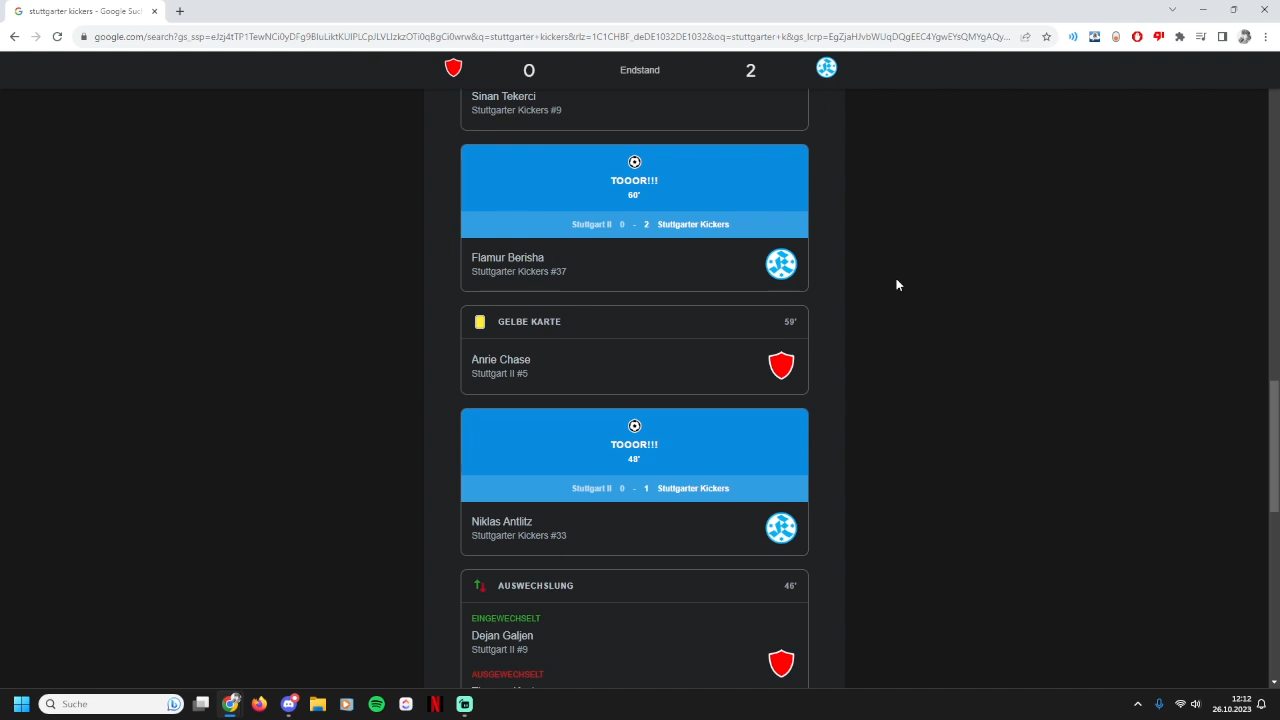 stuttgarter kickers - Google Suc
google.com/search?gs_ssp=eJzj4tTP1TewNCi0yDFg9BIuLiktKUIPLCpJLVLIzkzOTi0qBgCi0wrw&q=stuttgarter+kickers&rlz=1C1CHBF_deDE1032DE1032&oq=stuttgarter+k&gs_lcrp=EgZjaHJvbWUqDQgEEC4YgwEYsQMYgAQy...
0 Endstand 2
Sinan Tekerci
Stuttgarter Kickers #9
TOOOR!!!
60'
Stuttgart II 0 - 2 Stuttgarter Kickers
Flamur Berisha
Stuttgarter Kickers #37
GELBE KARTE 59'
Anrie Chase
Stuttgart II #5
TOOOR!!!
48'
Stuttgart II 0 - 1 Stuttgarter Kickers
Niklas Antlitz
Stuttgarter Kickers #33
AUSWECHSLUNG 46'
EINGEWECHSELT
Dejan Galjen
Stuttgart II #9
AUSGEWECHSELT
Suche
12:12
26.10.2023